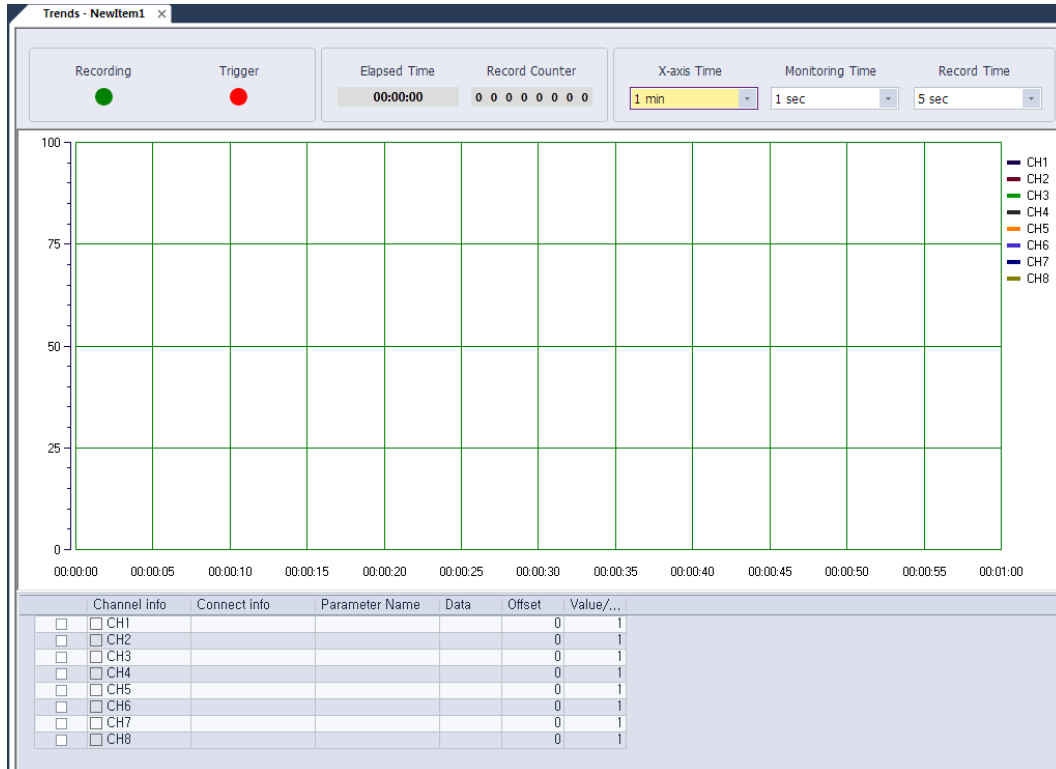 Trends - NewItem1 ×
Recording Trigger Elapsed Time Record Counter X-axis Time Monitoring Time Record Time
00:00:00 0 0 0 0 0 0 0 0 1 min 1 sec 5 sec
100
75
50
25
0
CH1
CH2
CH3
CH4
CH5
CH6
CH7
CH8
00:00:00 00:00:05 00:00:10 00:00:15 00:00:20 00:00:25 00:00:30 00:00:35 00:00:40 00:00:45 00:00:50 00:00:55 00:01:00
Channel info Connect info Parameter Name Data Offset Value/...
CH1 0 1
CH2 0 1
CH3 0 1
CH4 0 1
CH5 0 1
CH6 0 1
CH7 0 1
CH8 0 1